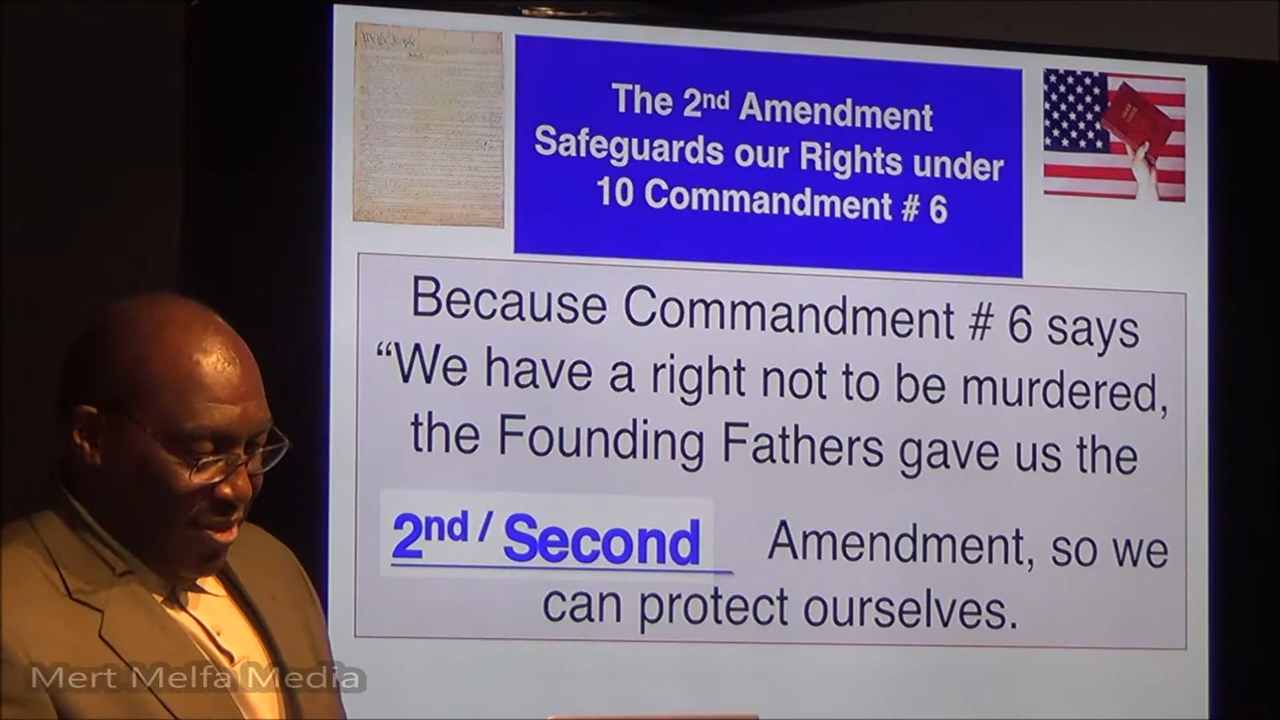 The 2nd Amendment
Safeguards our Rights under
10 Commandment # 6
Because Commandment # 6 says
“We have a right not to be murdered,
the Founding Fathers gave us the
2nd / Second Amendment, so we
can protect ourselves.
Mert Melfa Media